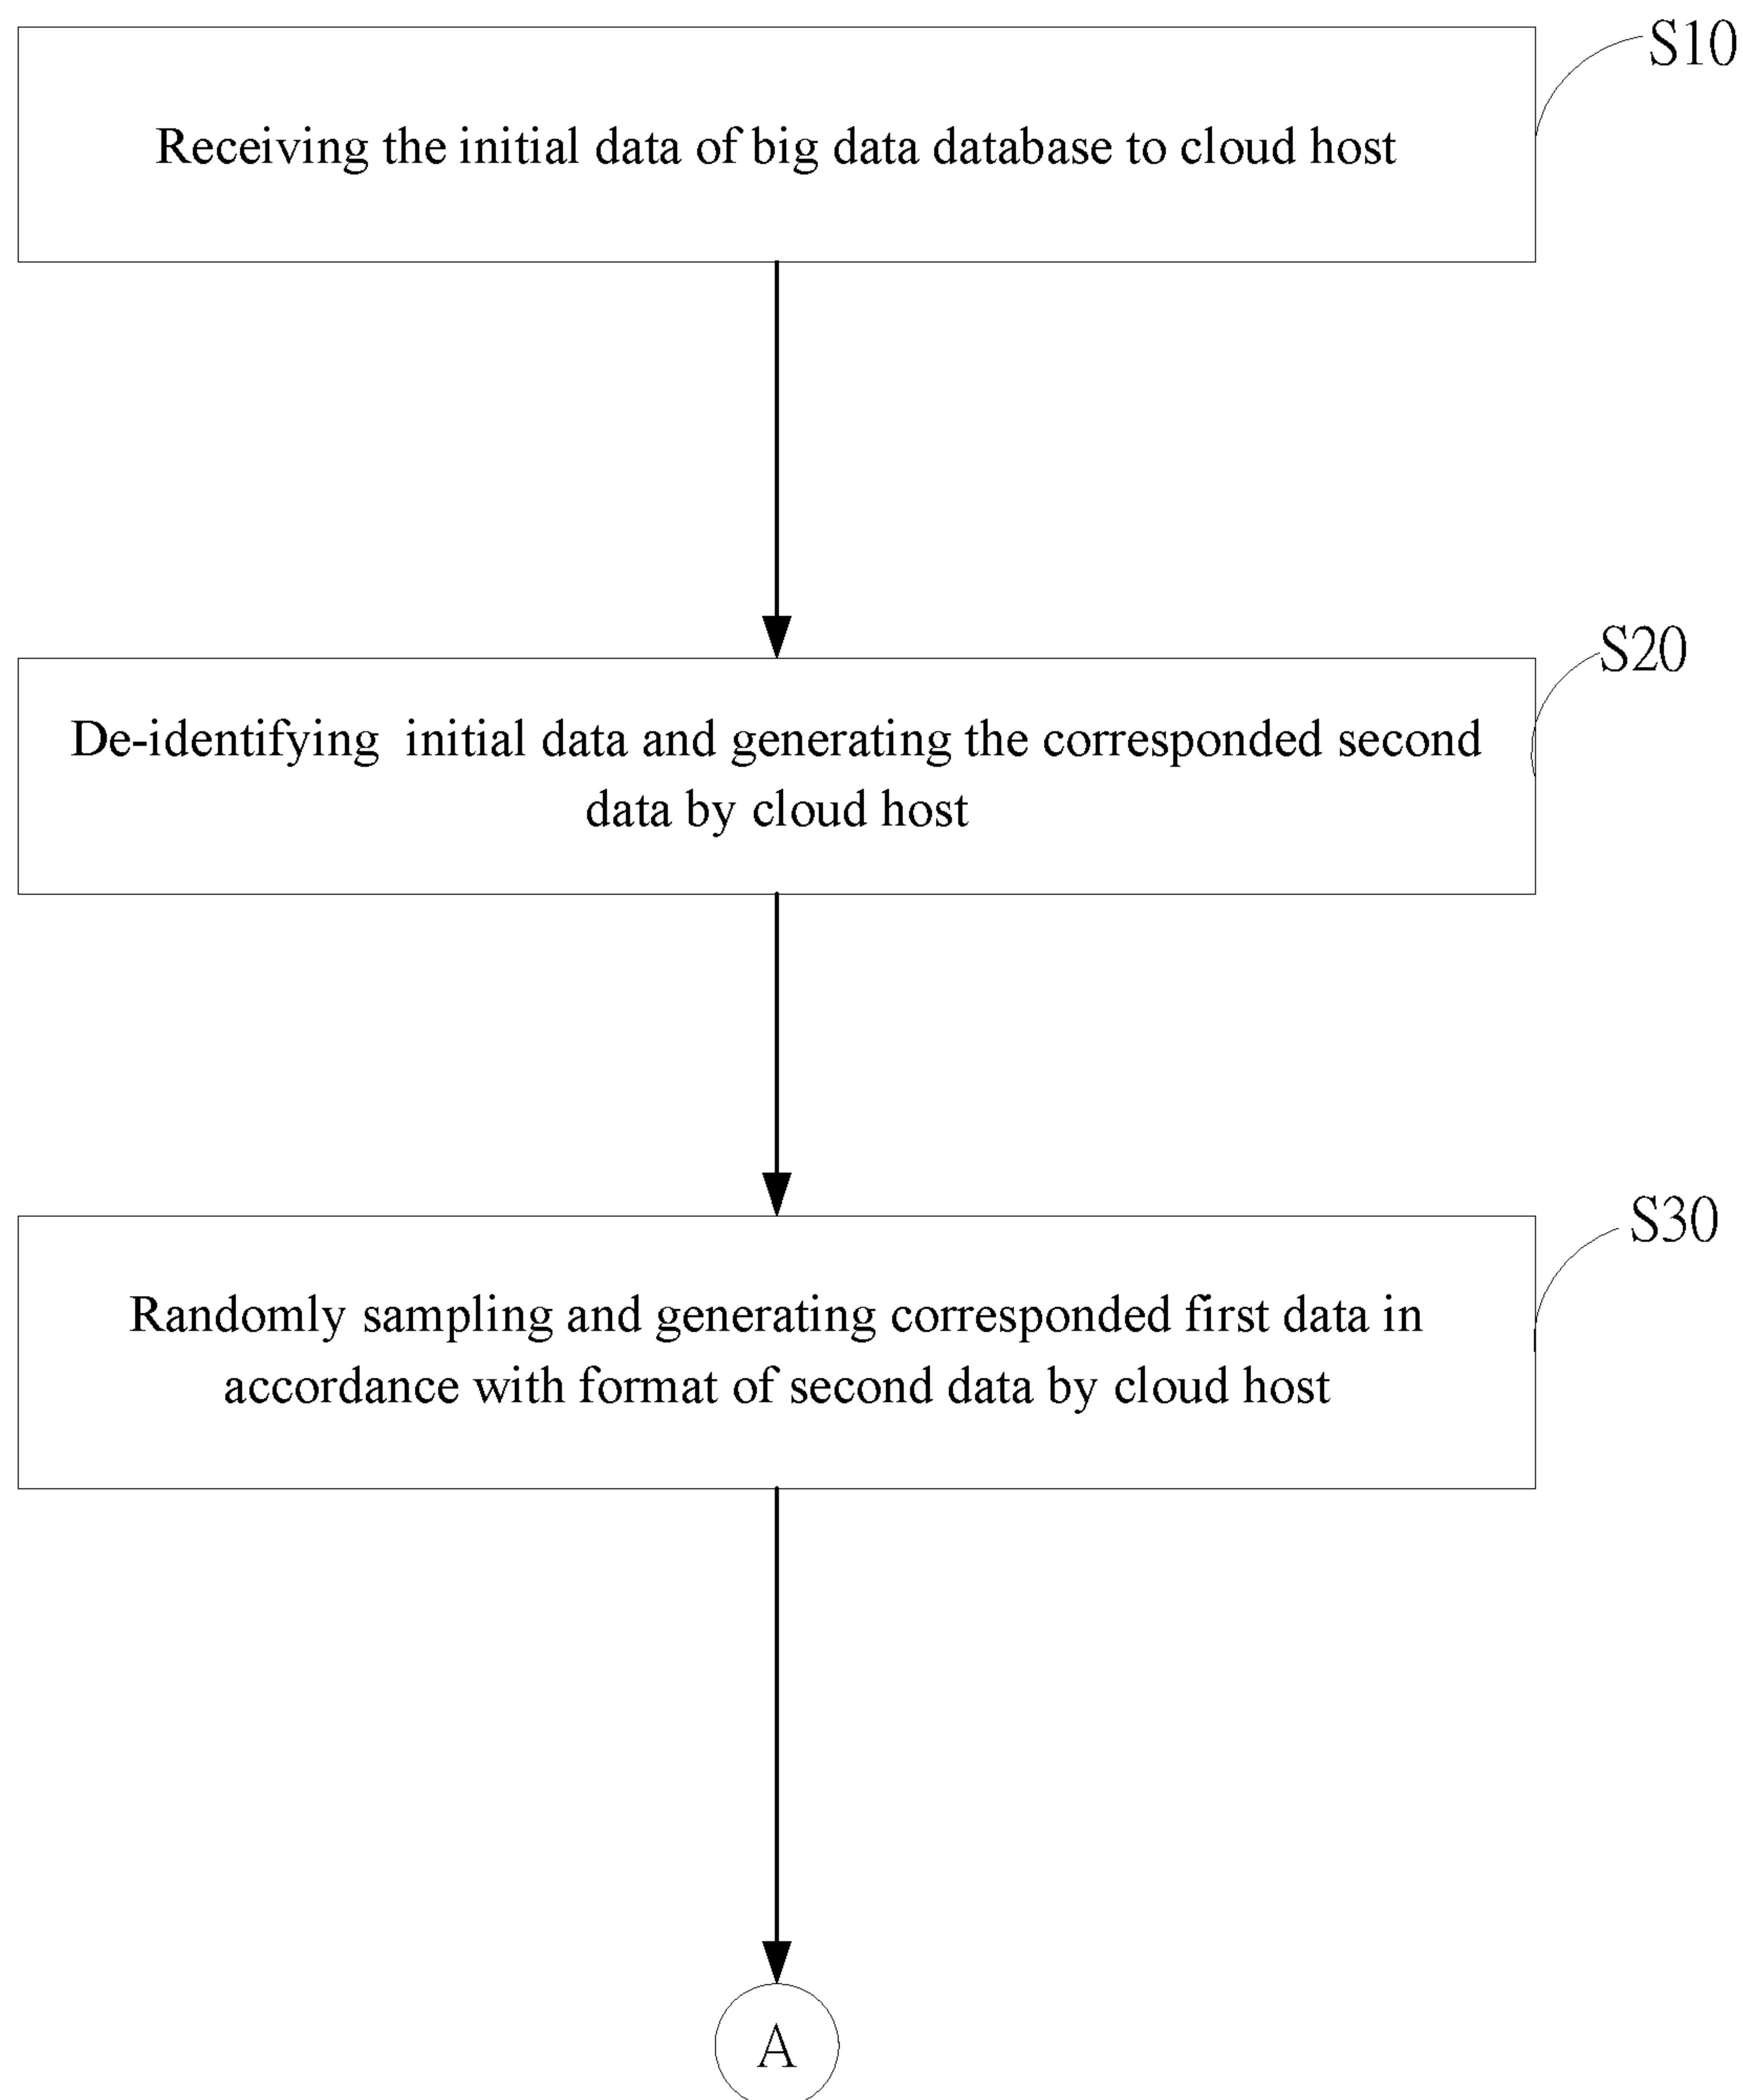 S10
Receiving the initial data of big data database to cloud host
S20
De-identifying initial data and generating the corresponded second
data by cloud host
S30
Randomly sampling and generating corresponded first data in
accordance with format of second data by cloud host
A